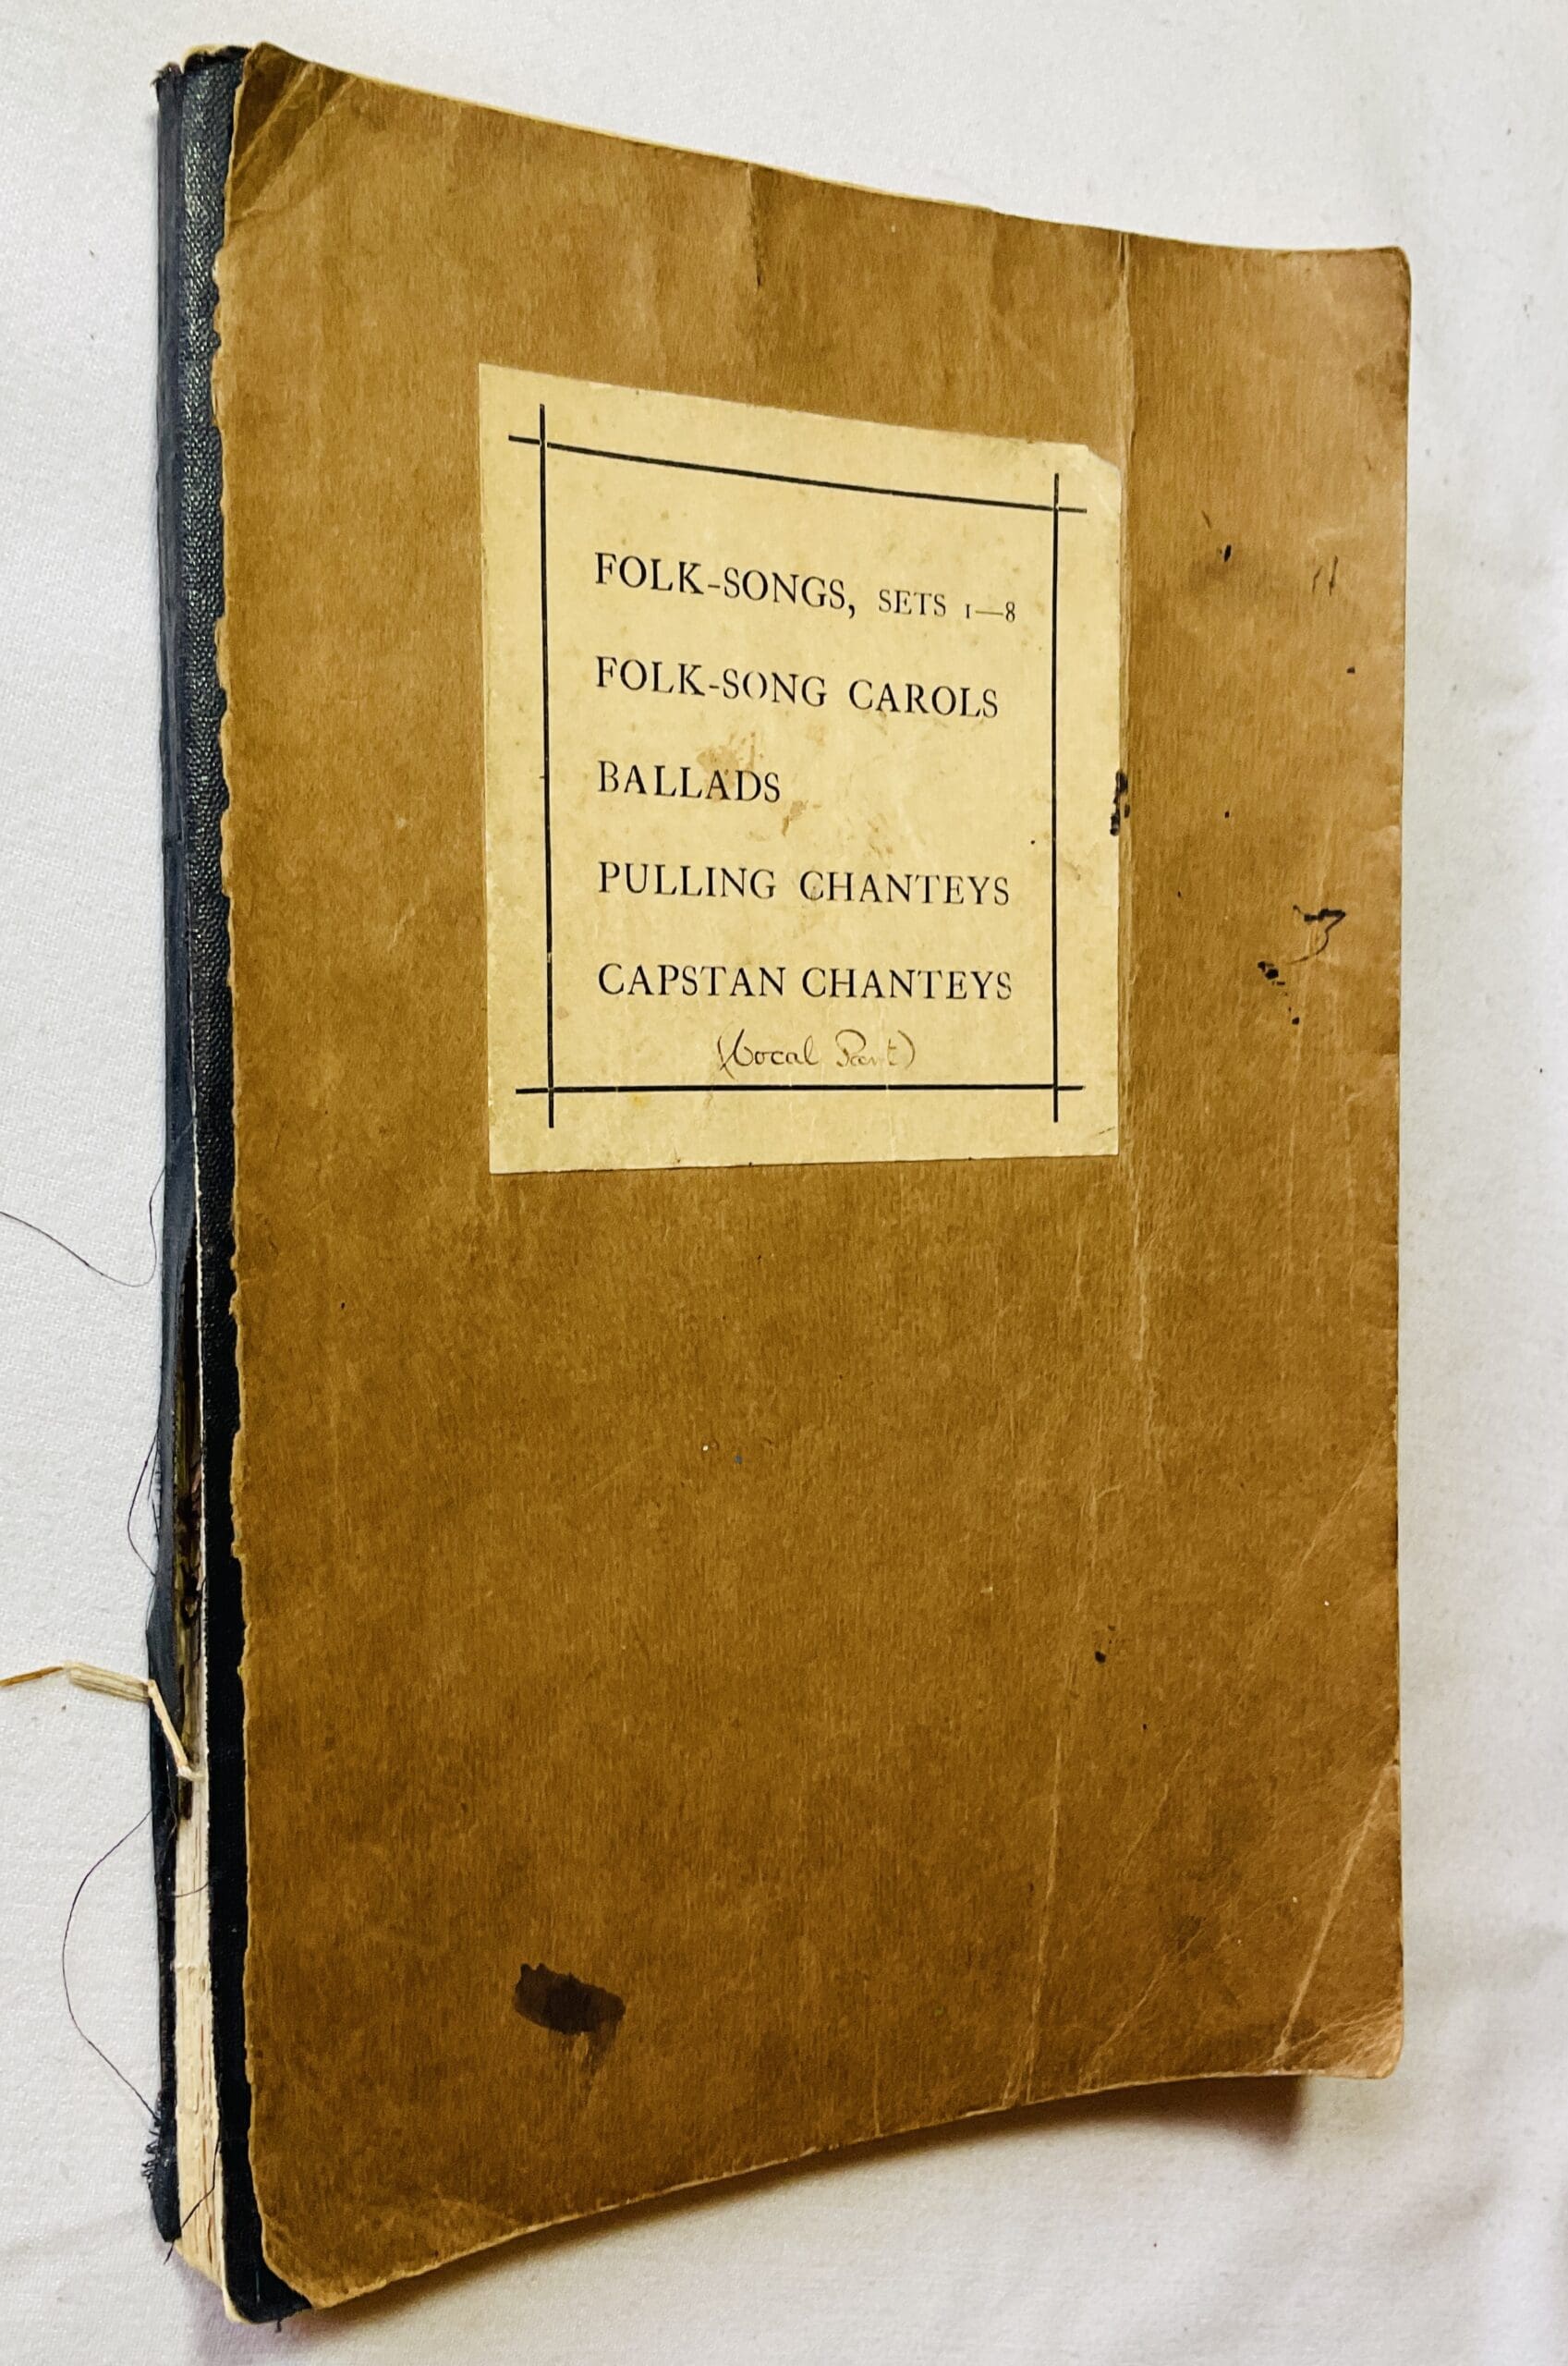 FOLK-SONGS, SETS 1—8
FOLK-SONG CAROLS
BALLADS
PULLING CHANTEYS
CAPSTAN CHANTEYS
(Vocal Part)